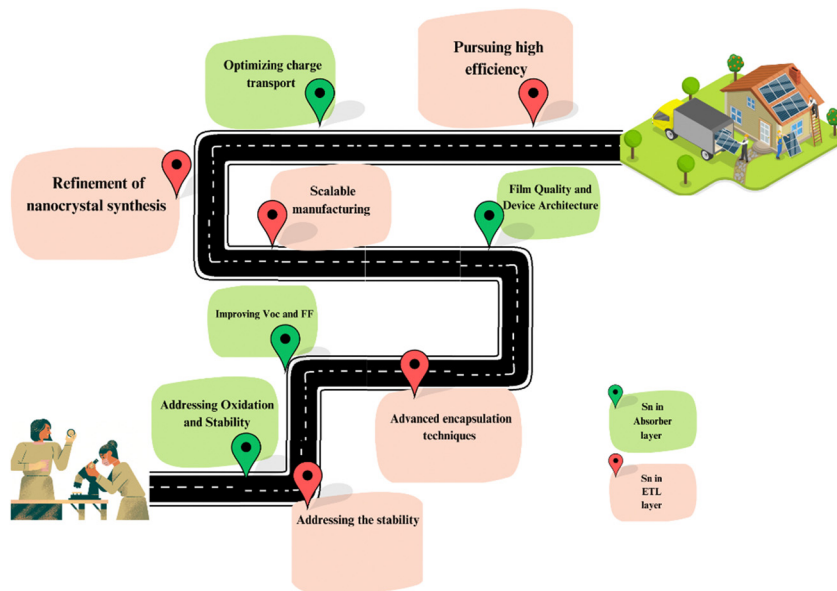 Optimizing charge
transport
Pursuing high
efficiency
Refinement of
nanocrystal synthesis
Scalable
manufacturing
Film Quality and
Device Architecture
Improving Voc and FF
Addressing Oxidation
and Stability
Advanced encapsulation
techniques
Addressing the stability
Sn in
Absorber
layer
Sn in
ETL
layer